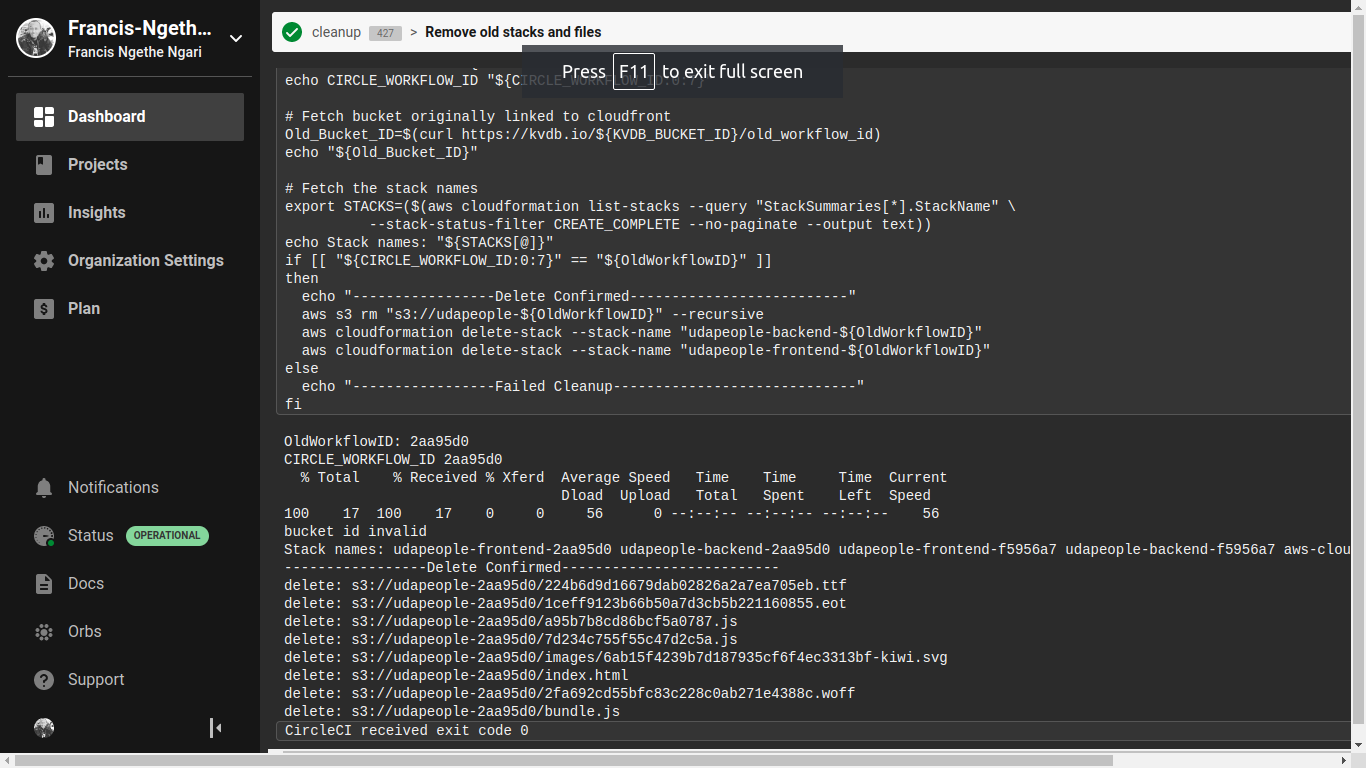 Francis-Ngeth...
Francis Ngethe Ngari
Dashboard
Projects
Insights
Organization Settings
Plan
Notifications
Status OPERATIONAL
Docs
Orbs
Support
cleanup 427 > Remove old stacks and files
Press F11 to exit full screen
echo CIRCLE_WORKFLOW_ID "${CIRCLE_WORKFLOW_ID:0:7}"
# Fetch bucket originally linked to cloudfront
Old_Bucket_ID=$(curl https://kvdb.io/${KVDB_BUCKET_ID}/old_workflow_id)
echo "${Old_Bucket_ID}"
# Fetch the stack names
export STACKS=($(aws cloudformation list-stacks --query "StackSummaries[*].StackName" \
--stack-status-filter CREATE_COMPLETE --no-paginate --output text))
echo Stack names: "${STACKS[@]}"
if [[ "${CIRCLE_WORKFLOW_ID:0:7}" == "${OldWorkflowID}" ]]
then
echo "-----------------Delete Confirmed--------------------------"
aws s3 rm "s3://udapeople-${OldWorkflowID}" --recursive
aws cloudformation delete-stack --stack-name "udapeople-backend-${OldWorkflowID}"
aws cloudformation delete-stack --stack-name "udapeople-frontend-${OldWorkflowID}"
else
echo "-----------------Failed Cleanup-----------------------------"
fi
OldWorkflowID: 2aa95d0
CIRCLE_WORKFLOW_ID 2aa95d0
% Total % Received % Xferd Average Speed Time Time Time Current
Dload Upload Total Spent Left Speed
100 17 100 17 0 0 56 0 --:--:-- --:--:-- --:--:-- 56
bucket id invalid
Stack names: udapeople-frontend-2aa95d0 udapeople-backend-2aa95d0 udapeople-frontend-f5956a7 udapeople-backend-f5956a7 aws-clou
-----------------Delete Confirmed--------------------------
delete: s3://udapeople-2aa95d0/224b6d9d16679dab02826a2a7ea705eb.ttf
delete: s3://udapeople-2aa95d0/1ceff9123b66b50a7d3cb5b221160855.eot
delete: s3://udapeople-2aa95d0/a95b7b8cd86bcf5a0787.js
delete: s3://udapeople-2aa95d0/7d234c755f55c47d2c5a.js
delete: s3://udapeople-2aa95d0/images/6ab15f4239b7d187935cf6f4ec3313bf-kiwi.svg
delete: s3://udapeople-2aa95d0/index.html
delete: s3://udapeople-2aa95d0/2fa692cd55bfc83c228c0ab271e4388c.woff
delete: s3://udapeople-2aa95d0/bundle.js
CircleCI received exit code 0